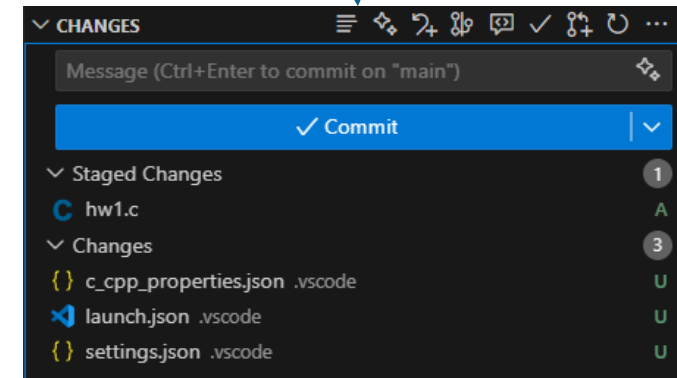 CHANGES
Message (Ctrl+Enter to commit on "main")
Commit
Staged Changes 1
C hw1.c A
Changes 3
{} c_cpp_properties.json .vscode U
launch.json .vscode U
{} settings.json .vscode U